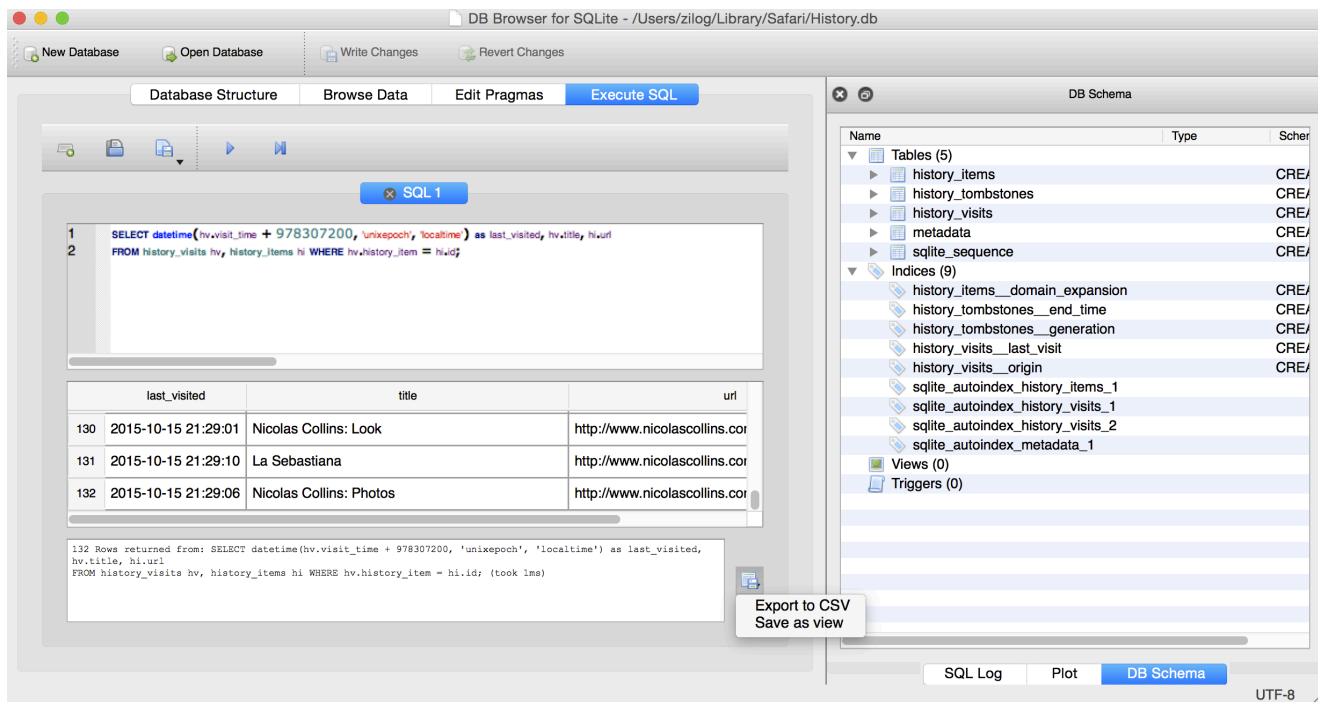 DB Browser for SQLite - /Users/zilog/Library/Safari/History.db
New Database Open Database Write Changes Revert Changes
Database Structure Browse Data Edit Pragmas Execute SQL
SQL 1
1 SELECT datetime(hv.visit_time + 978307200, 'unixepoch', 'localtime') as last_visited, hv.title, hi.url
2 FROM history_visits hv, history_items hi WHERE hv.history_item = hi.id;
last_visited title url
130 2015-10-15 21:29:01 Nicolas Collins: Look http://www.nicolascollins.cor
131 2015-10-15 21:29:10 La Sebastiana http://www.nicolascollins.cor
132 2015-10-15 21:29:06 Nicolas Collins: Photos http://www.nicolascollins.cor
132 Rows returned from: SELECT datetime(hv.visit_time + 978307200, 'unixepoch', 'localtime') as last_visited,
hv.title, hi.url
FROM history_visits hv, history_items hi WHERE hv.history_item = hi.id; (took 1ms)
Export to CSV
Save as view
DB Schema
Name Type Scher
Tables (5)
history_items CREA
history_tombstones CREA
history_visits CREA
metadata CREA
sqlite_sequence CREA
Indices (9)
history_items__domain_expansion CREA
history_tombstones__end_time CREA
history_tombstones__generation CREA
history_visits__last_visit CREA
history_visits__origin CREA
sqlite_autoindex_history_items_1
sqlite_autoindex_history_visits_1
sqlite_autoindex_history_visits_2
sqlite_autoindex_metadata_1
Views (0)
Triggers (0)
SQL Log Plot DB Schema
UTF-8